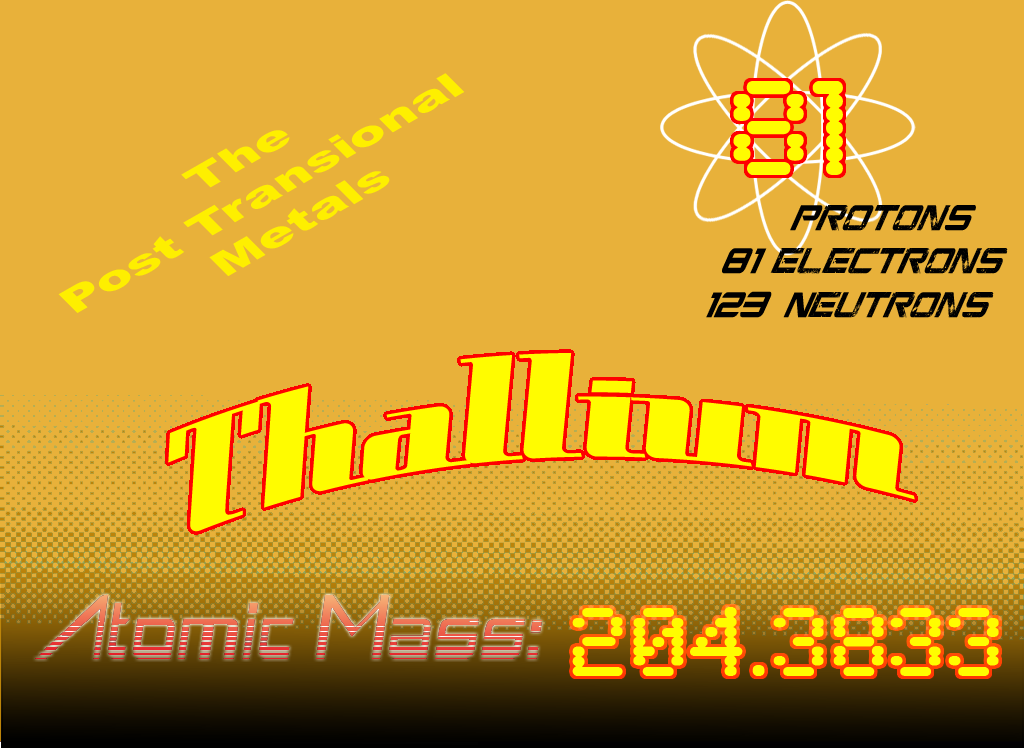 The
Post Transional
Metals
81
PROTONS
81 ELECTRONS
123 NEUTRONS
Thallium
Atomic Mass: 204.3833